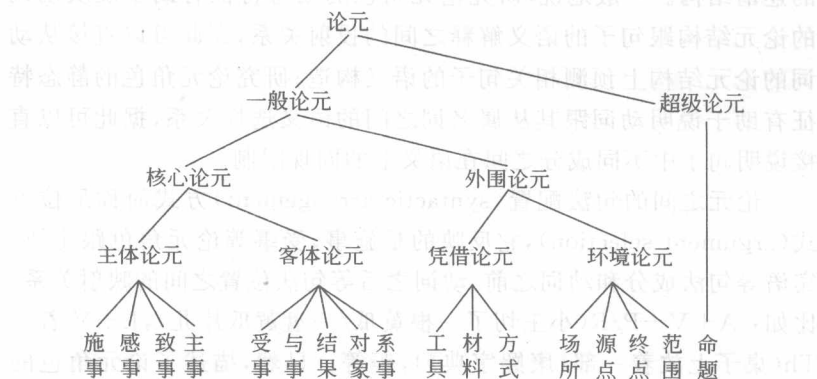 论元
一般论元 超级论元
核心论元 外围论元
主体论元 客体论元 凭借论元 环境论元
施事 感事 致事 主事 受事 与事 结果 对象 系事 工具 材料 方式 场所 源点 终点 范围 命题